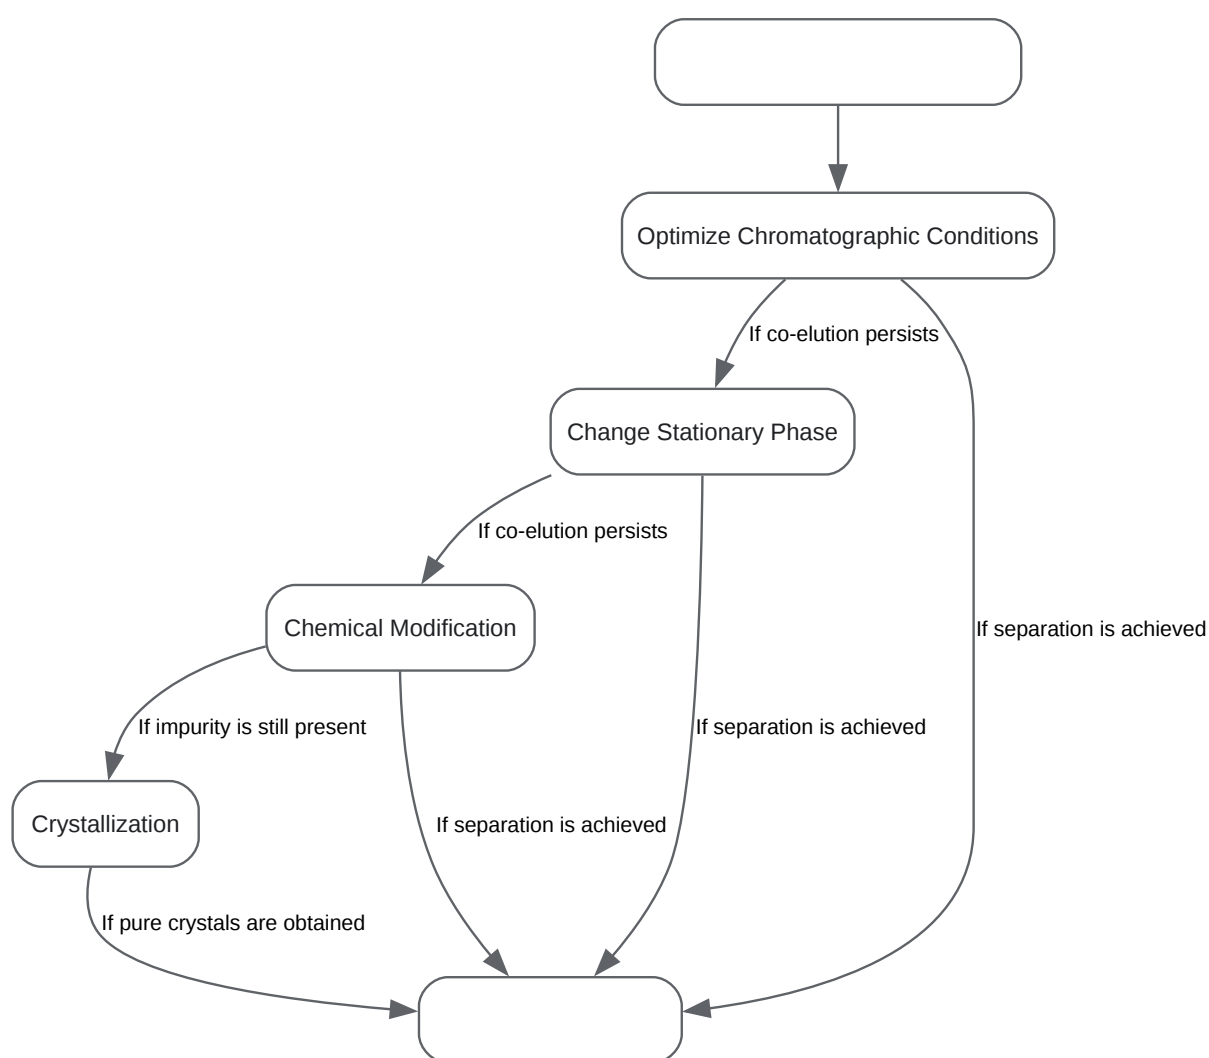 Optimize Chromatographic Conditions
If co-elution persists
Change Stationary Phase
If co-elution persists
Chemical Modification
If separation is achieved
If impurity is still present
If separation is achieved
Crystallization
If separation is achieved
If pure crystals are obtained